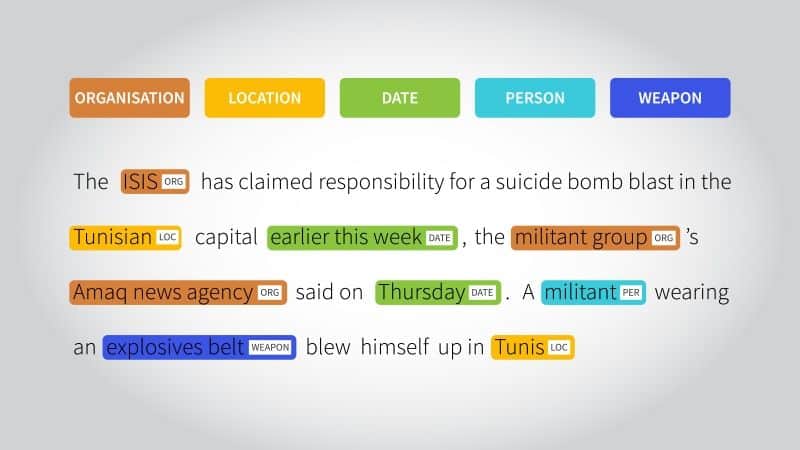 ORGANISATION LOCATION DATE PERSON WEAPON
The ISIS ORG has claimed responsibility for a suicide bomb blast in the
Tunisian LOC capital earlier this week DATE , the militant group ORG ’s
Amaq news agency ORG said on Thursday DATE . A militant PER wearing
an explosives belt WEAPON blew himself up in Tunis LOC